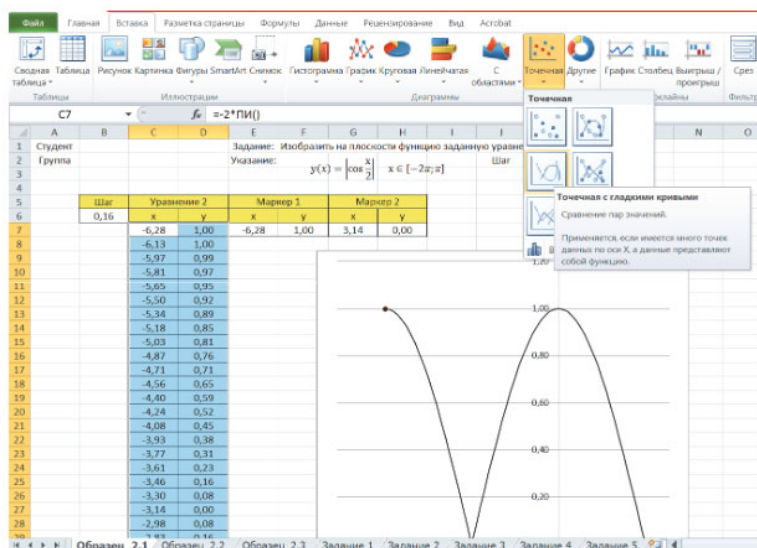 Файл Главная Вставка Разметка страницы Формулы Данные Рецензирование Вид Acrobat
Сводная таблица Таблица Рисунок Картинка Фигуры SmartArt Снимок Гистограмма График Круговая Линейчатая С областями Точечная Другие График Столбец Выигрыш / проигрыш Срез
Таблицы Иллюстрации Диаграммы
Точечная
C7 fx =-2*ПИ()
A B C D E F G H I N O
1 Студент Задание: Изобразить на плоскости функцию заданную
2 Группа Указание: y(x) = |cos x/2| x ∈ [-2π;π] Шаг
3
4
5 Шаг Уравнение 2 Маркер 1 Маркер 2
6 0,16 x y x y x y
7 -6,28 1,00 -6,28 1,00 3,14 0,00
8 -6,13 1,00
9 -5,97 0,99
10 -5,81 0,97
11 -5,65 0,95
12 -5,50 0,92
13 -5,34 0,89
14 -5,18 0,85
15 -5,03 0,81
16 -4,87 0,76
17 -4,71 0,71
18 -4,56 0,65
19 -4,40 0,59
20 -4,24 0,52
21 -4,08 0,45
22 -3,93 0,38
23 -3,77 0,31
24 -3,61 0,23
25 -3,46 0,16
26 -3,30 0,08
27 -3,14 0,00
28 -2,98 0,08
29 -2,83 0,16
Точечная с гладкими кривыми
Сравнение пар значений.
Применяется, если имеется много точек
данных по оси X, а данные представляют
собой функцию.
1,20
1,00
0,80
0,60
0,40
0,20
Образец_2.1 Образец_2.2 Образец_2.3 Задание 1 Задание 2 Задание 3 Задание 4 Задание 5